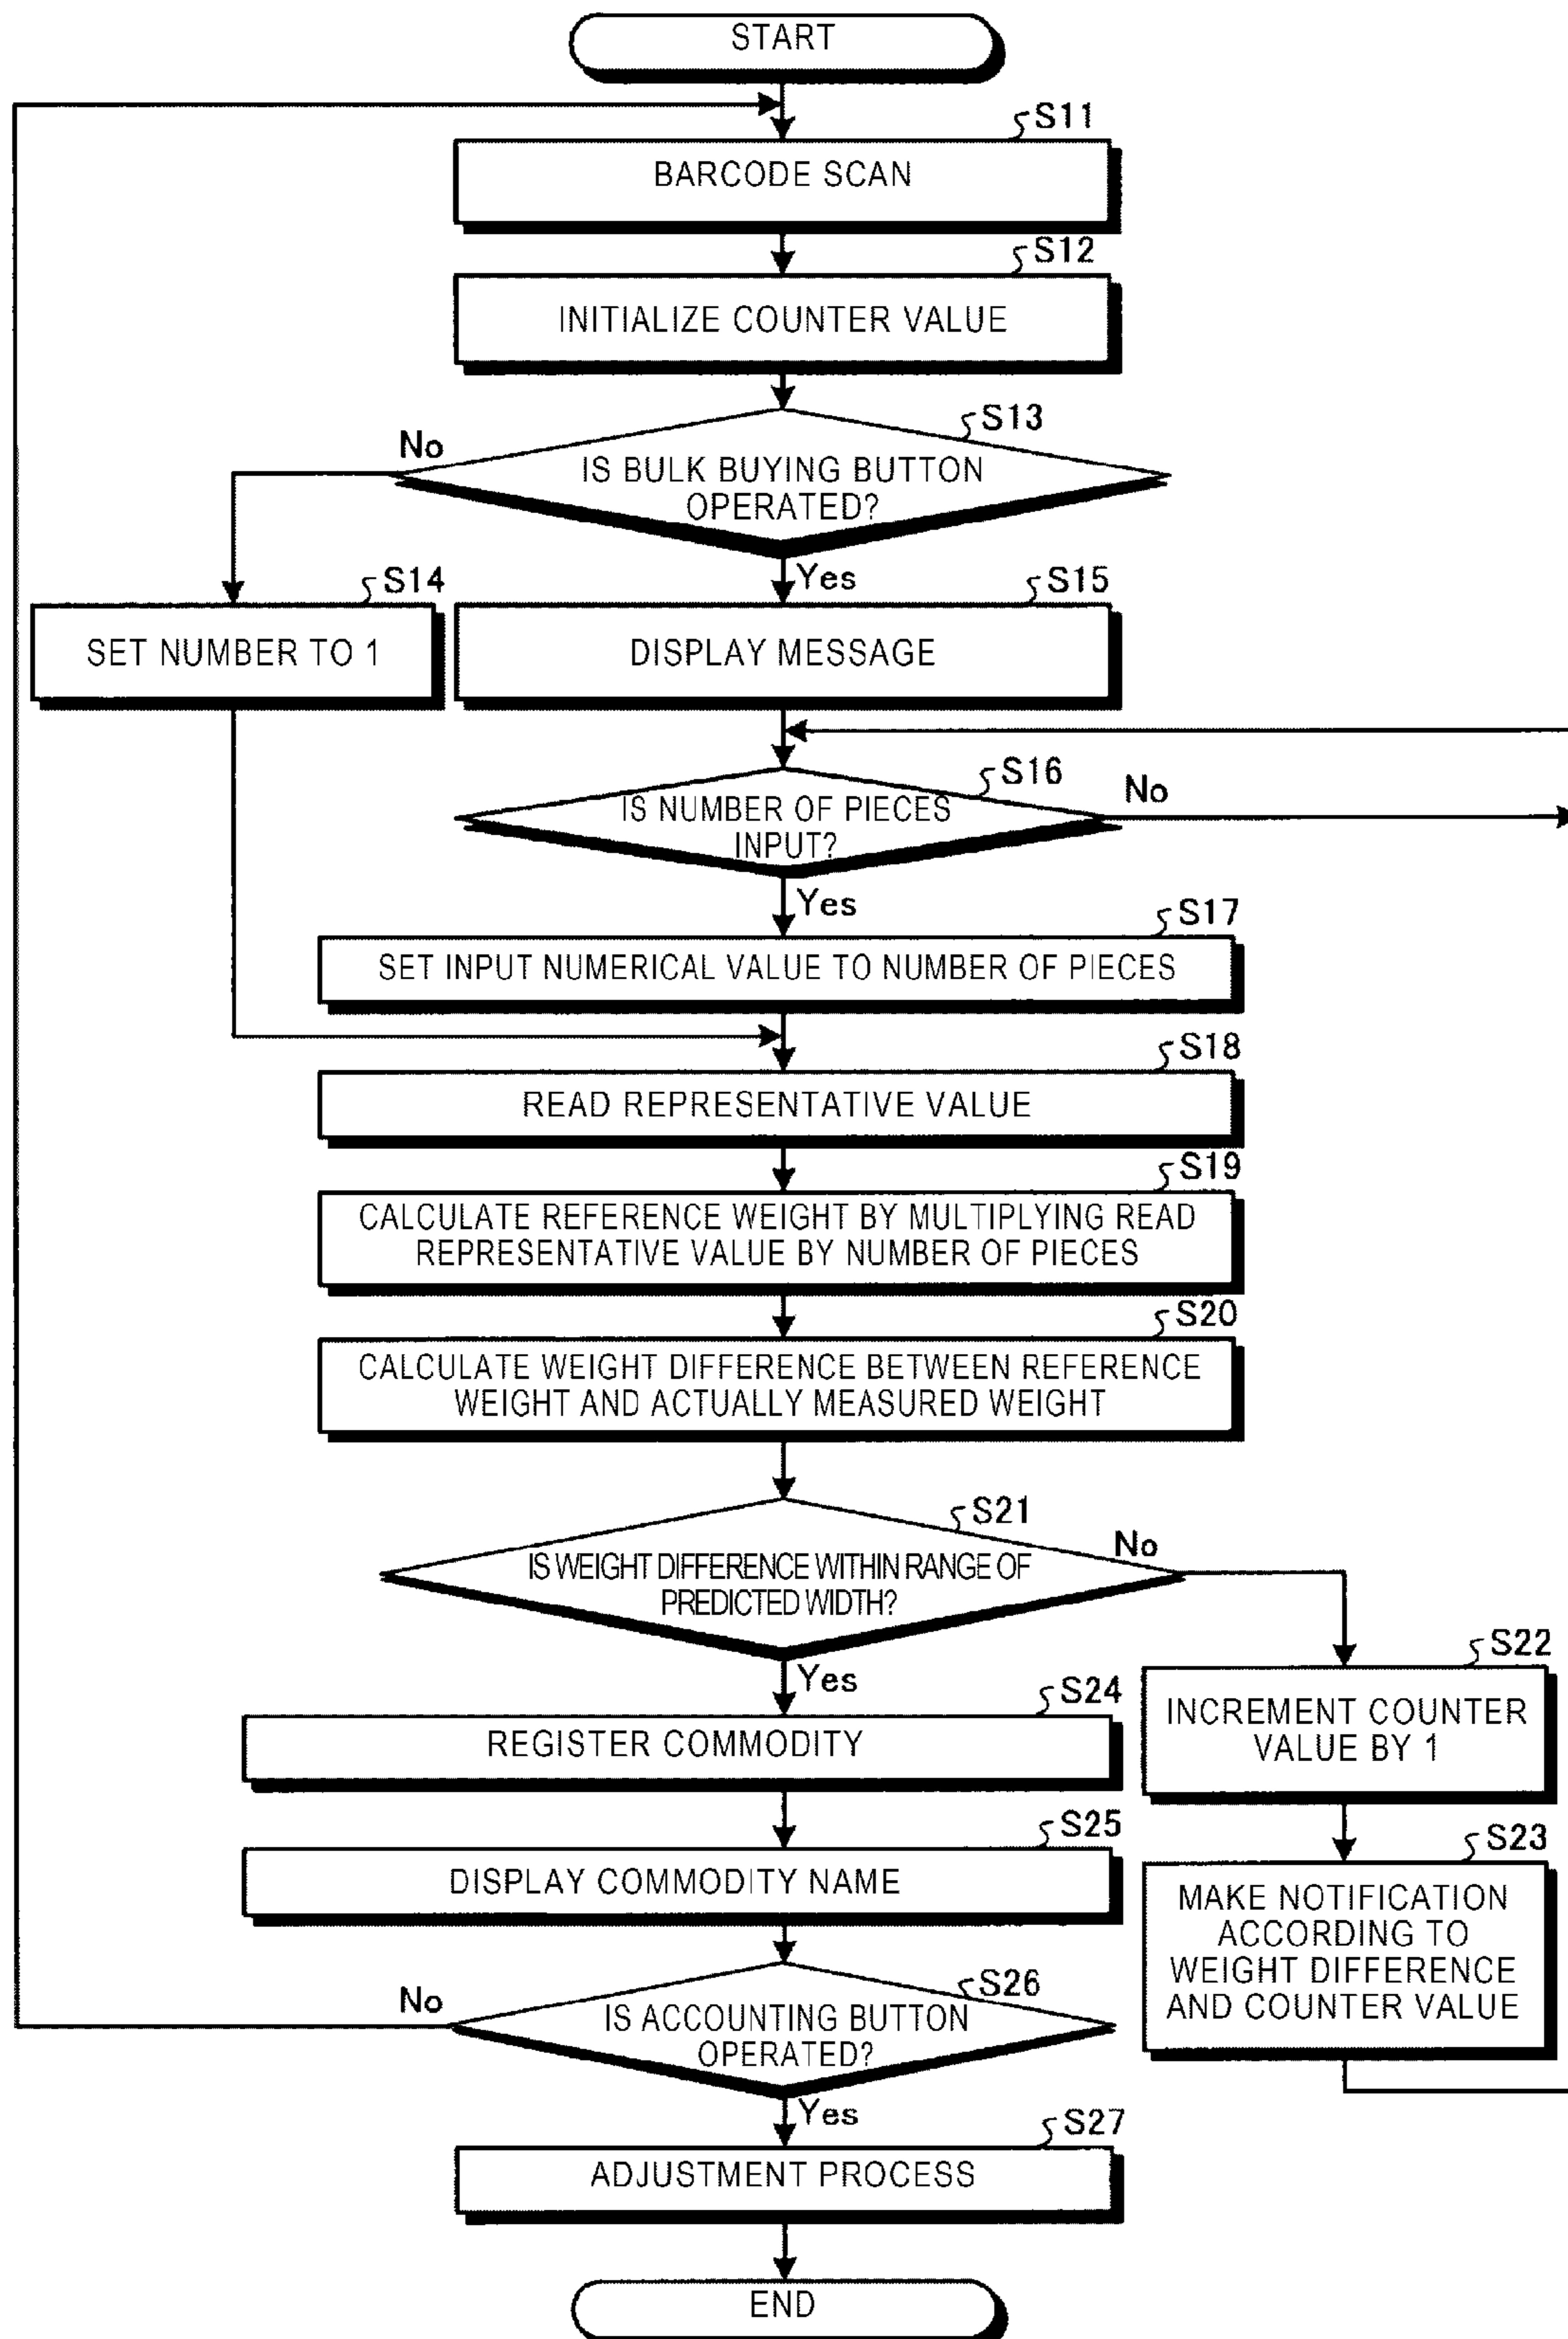 START
S11
BARCODE SCAN
S12
INITIALIZE COUNTER VALUE
S13
No
IS BULK BUYING BUTTON
OPERATED?
Yes
S14
SET NUMBER TO 1
S15
DISPLAY MESSAGE
S16
No
IS NUMBER OF PIECES
INPUT?
Yes
S17
SET INPUT NUMERICAL VALUE TO NUMBER OF PIECES
S18
READ REPRESENTATIVE VALUE
S19
CALCULATE REFERENCE WEIGHT BY MULTIPLYING READ
REPRESENTATIVE VALUE BY NUMBER OF PIECES
S20
CALCULATE WEIGHT DIFFERENCE BETWEEN REFERENCE
WEIGHT AND ACTUALLY MEASURED WEIGHT
S21
No
IS WEIGHT DIFFERENCE WITHIN RANGE OF
PREDICTED WIDTH?
Yes
S22
INCREMENT COUNTER
VALUE BY 1
S23
MAKE NOTIFICATION
ACCORDING TO
WEIGHT DIFFERENCE
AND COUNTER VALUE
S24
REGISTER COMMODITY
S25
DISPLAY COMMODITY NAME
S26
No
IS ACCOUNTING BUTTON
OPERATED?
Yes
S27
ADJUSTMENT PROCESS
END